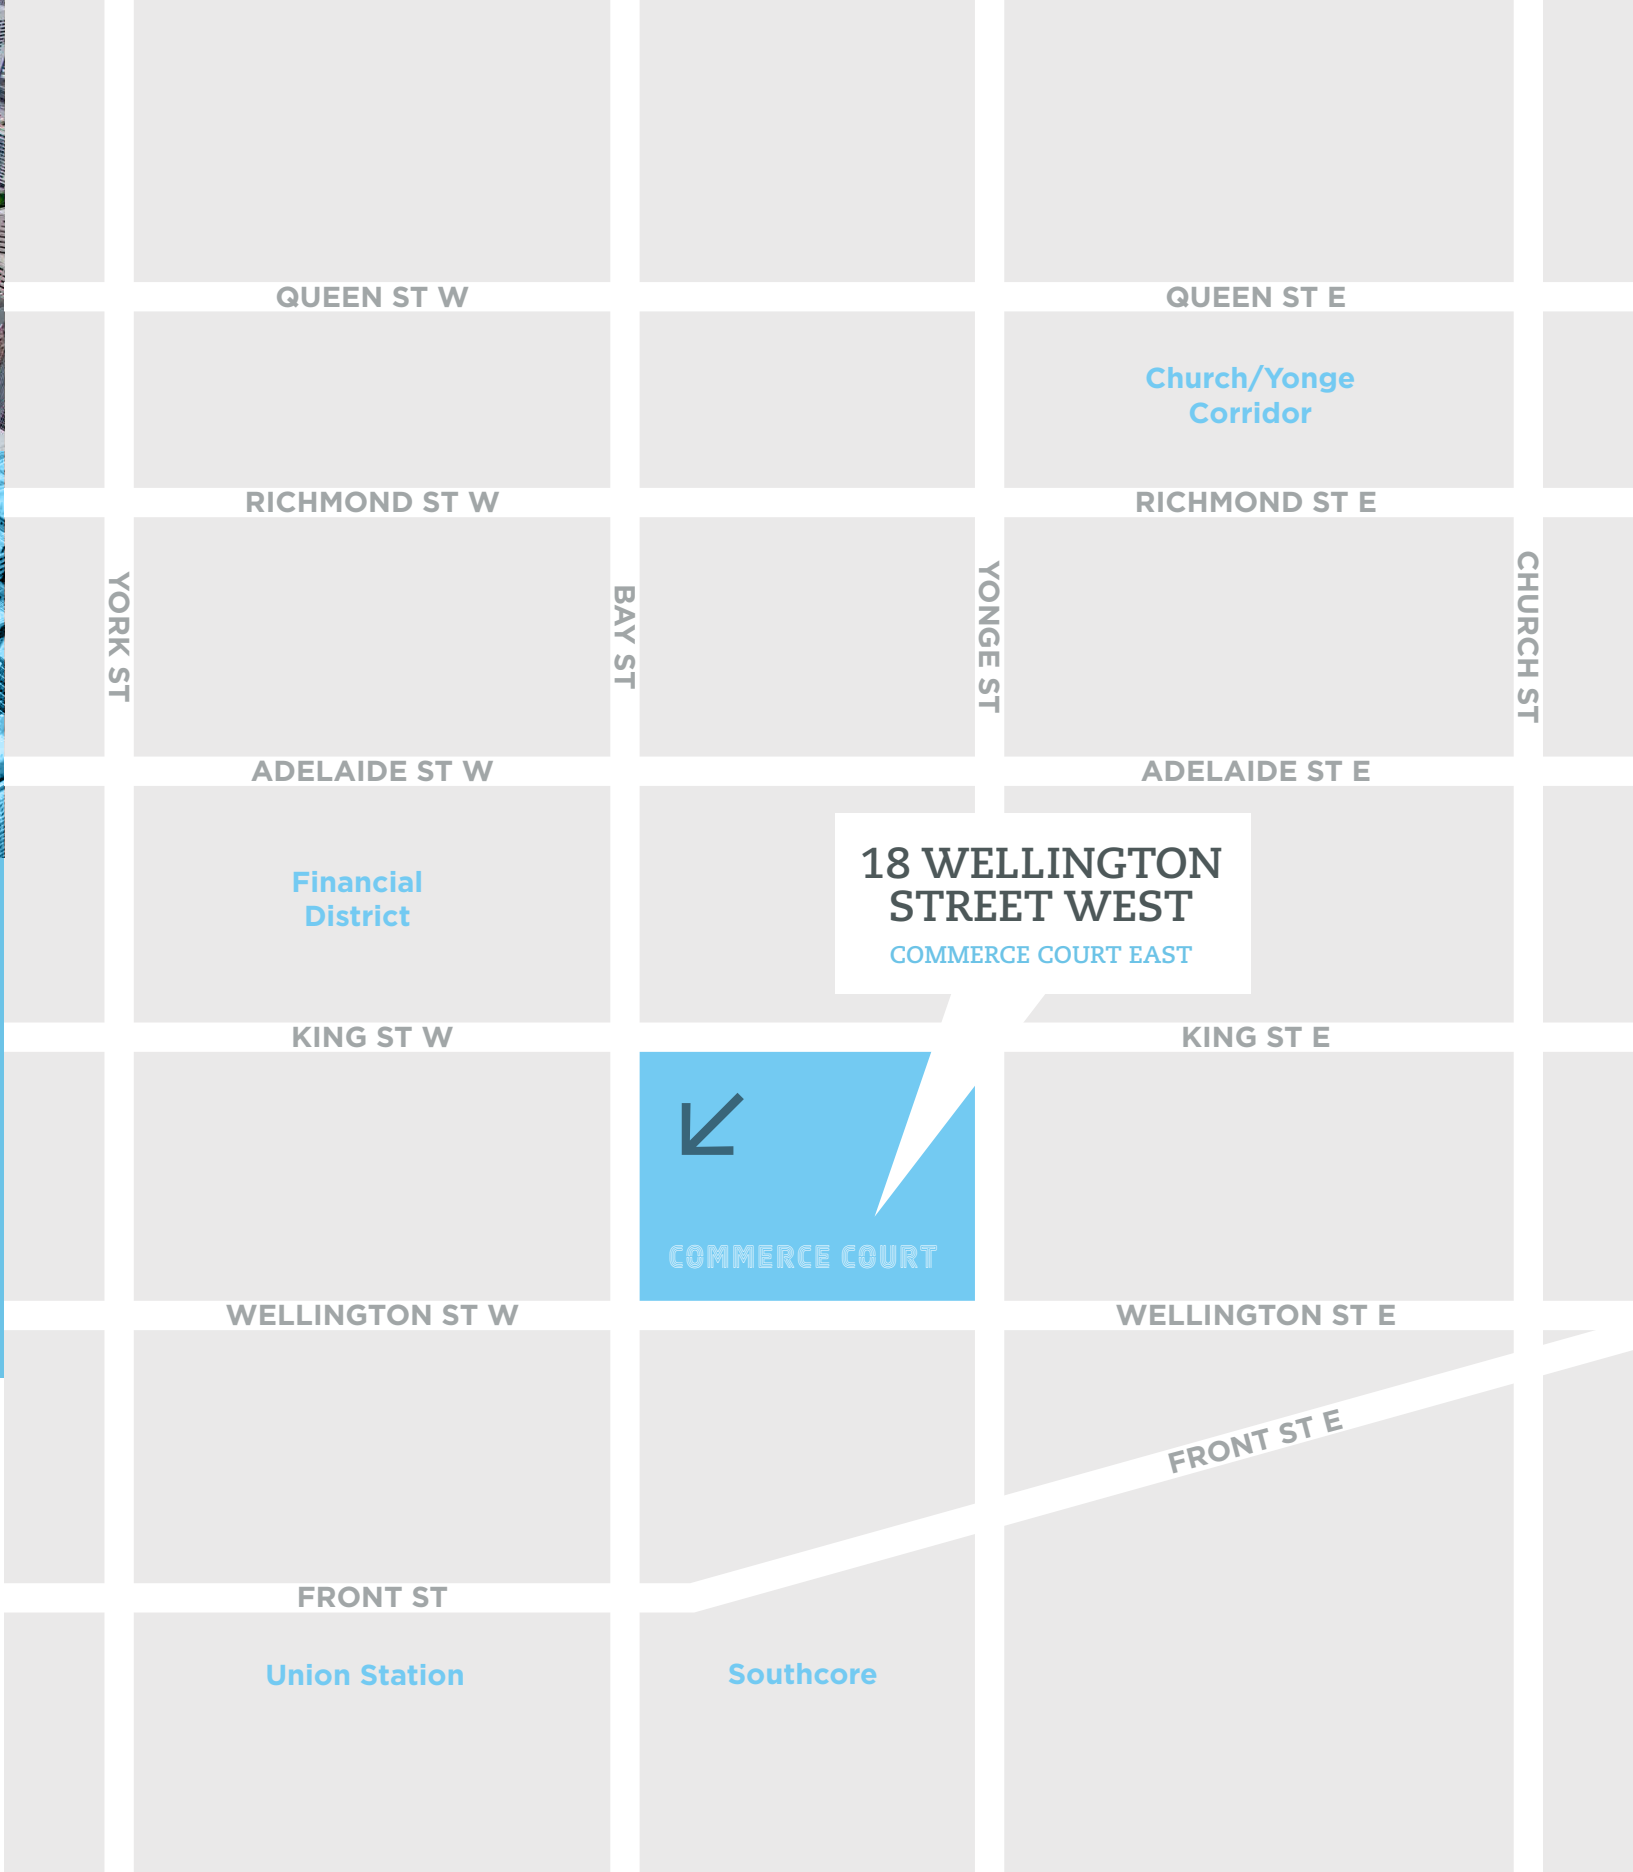 QUEEN ST W
QUEEN ST E
Church/Yonge
Corridor
RICHMOND ST W
RICHMOND ST E
YORK ST
BAY ST
YONGE ST
CHURCH ST
ADELAIDE ST W
ADELAIDE ST E
18 WELLINGTON
STREET WEST
COMMERCE COURT EAST
Financial
District
KING ST W
KING ST E
COMMERCE COURT
WELLINGTON ST W
WELLINGTON ST E
FRONT ST E
FRONT ST
Union Station
Southcore